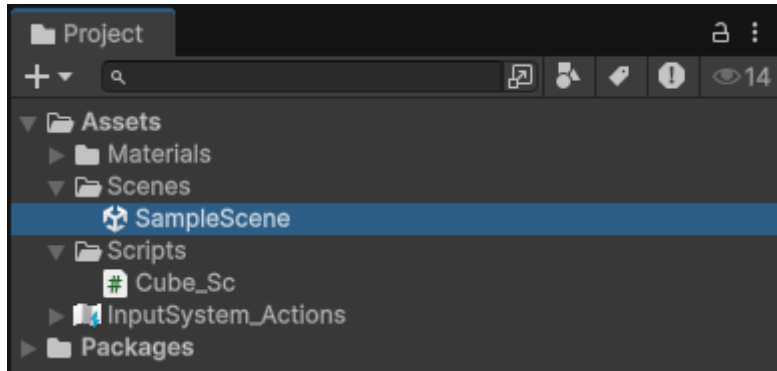 Project
14
Assets
Materials
Scenes
SampleScene
Scripts
# Cube_Sc
InputSystem_Actions
Packages